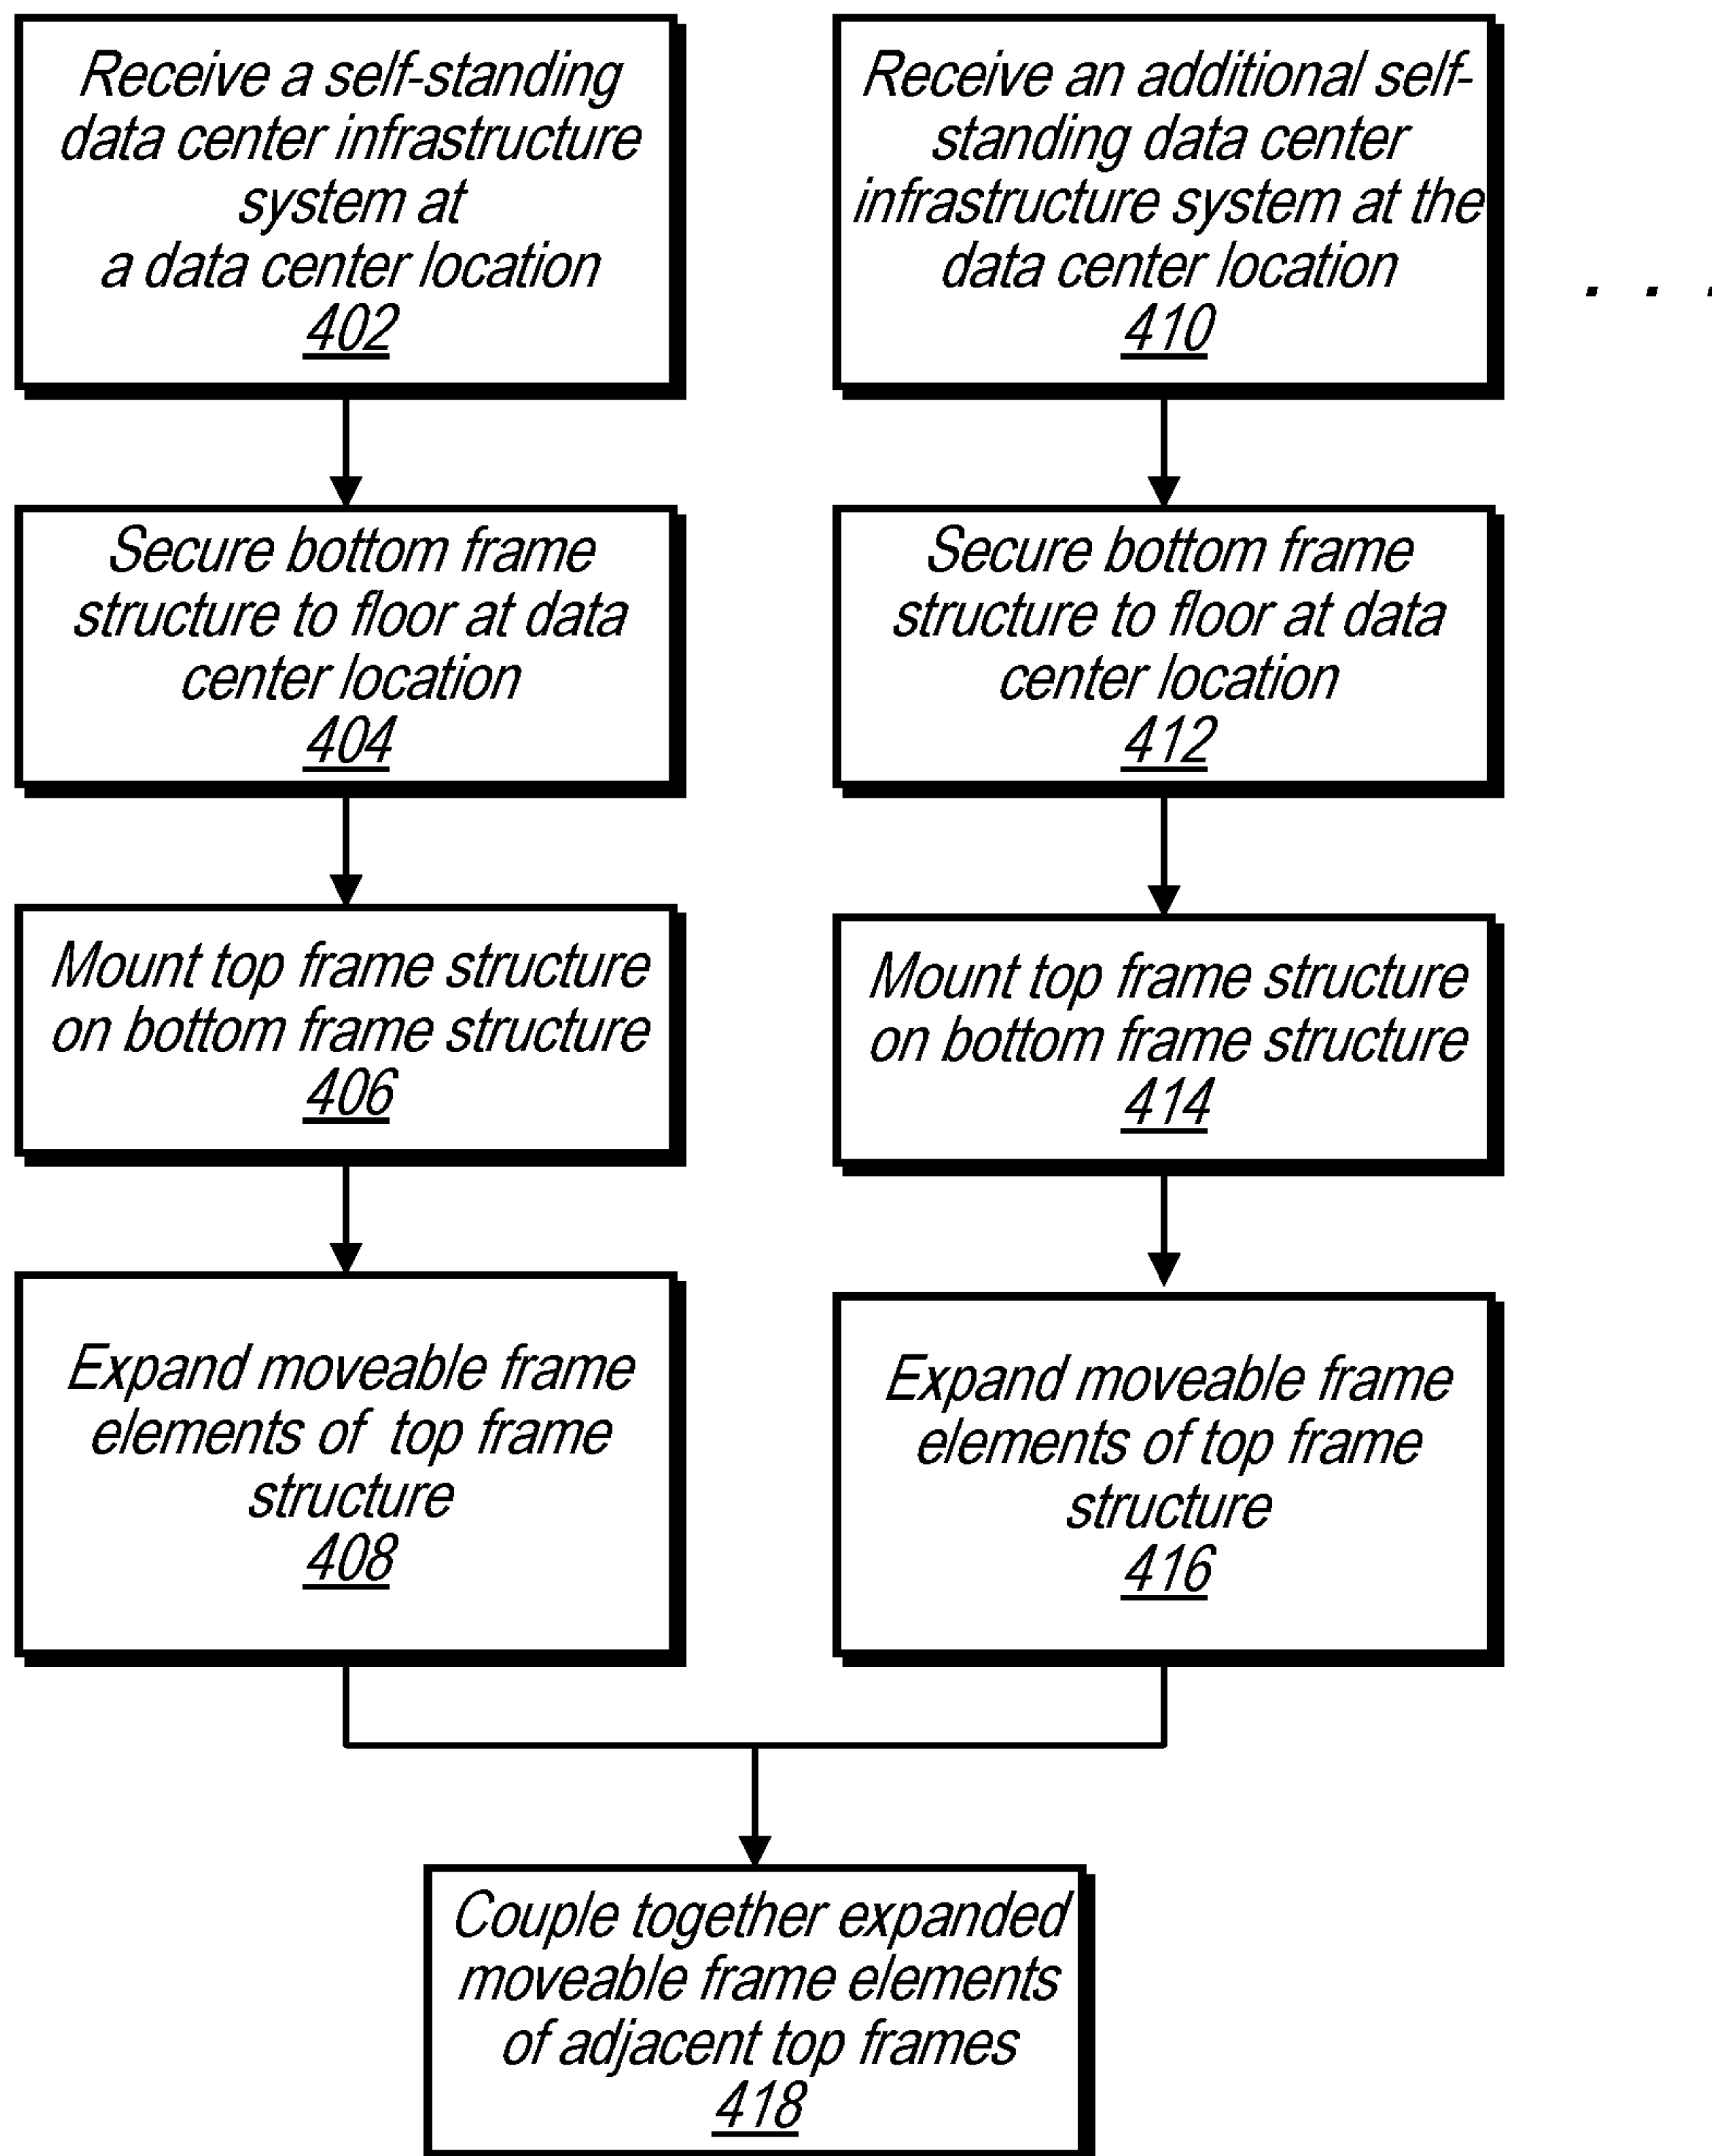 Receive a self-standing
data center infrastructure
system at
a data center location
402
Receive an additional self-
standing data center
infrastructure system at the
data center location
410
. . .
Secure bottom frame
structure to floor at data
center location
404
Secure bottom frame
structure to floor at data
center location
412
Mount top frame structure
on bottom frame structure
406
Mount top frame structure
on bottom frame structure
414
Expand moveable frame
elements of top frame
structure
408
Expand moveable frame
elements of top frame
structure
416
Couple together expanded
moveable frame elements
of adjacent top frames
418